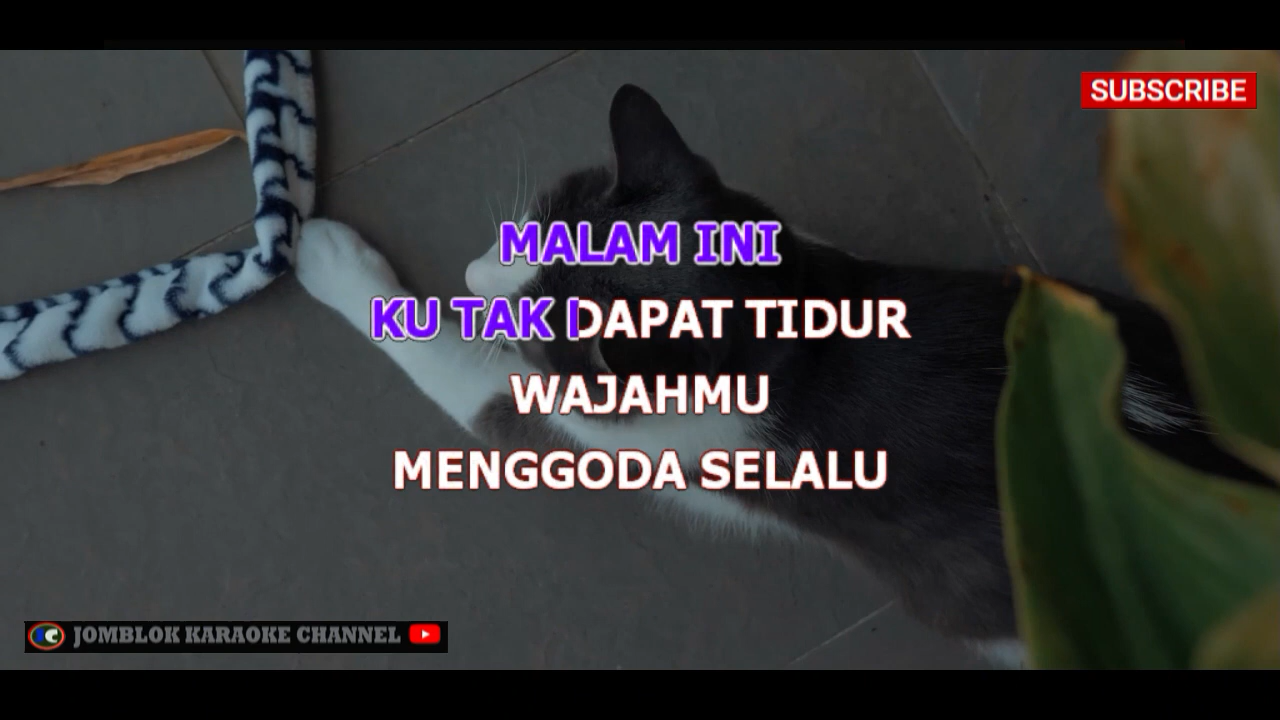 SUBSCRIBE
MALAM INI
KU TAK DAPAT TIDUR
WAJAHMU
MENGGODA SELALU
JOMBLOK KARAOKE CHANNEL